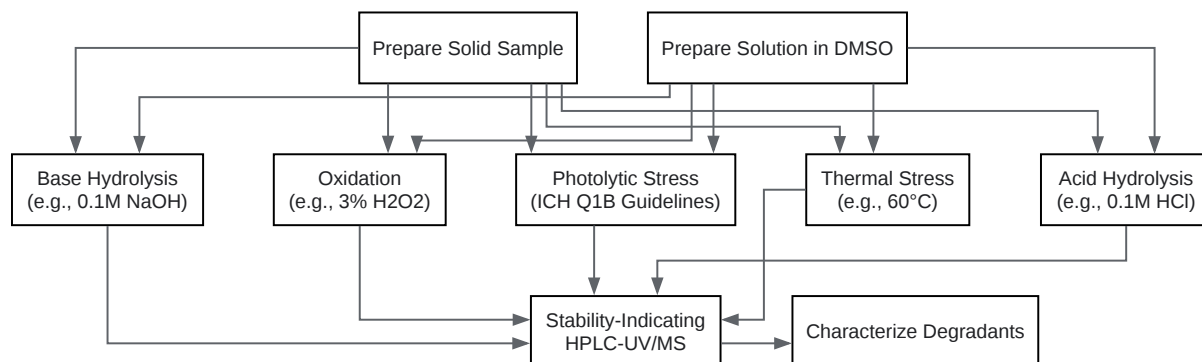 Prepare Solid Sample
Prepare Solution in DMSO
Base Hydrolysis
(e.g., 0.1M NaOH)
Oxidation
(e.g., 3% H2O2)
Photolytic Stress
(ICH Q1B Guidelines)
Thermal Stress
(e.g., 60°C)
Acid Hydrolysis
(e.g., 0.1M HCl)
Stability-Indicating
HPLC-UV/MS
Characterize Degradants